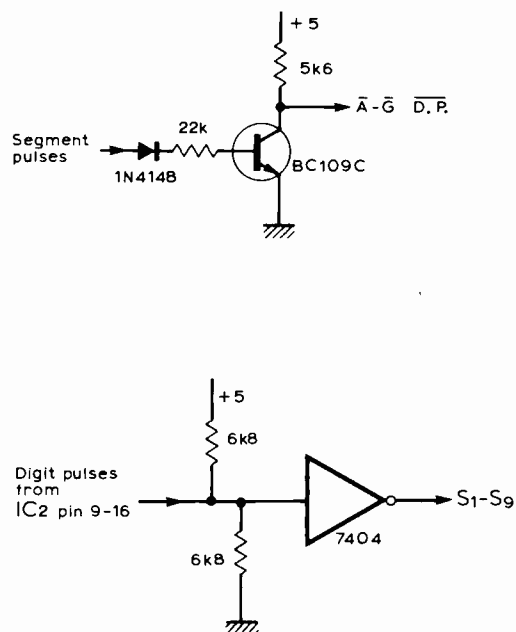 +5
5k6
Ā-Ḡ D.P.
22k
Segment
pulses
1N4148
BC109C
+5
6k8
Digit pulses
from
IC2 pin 9-16
S1-S9
7404
6k8